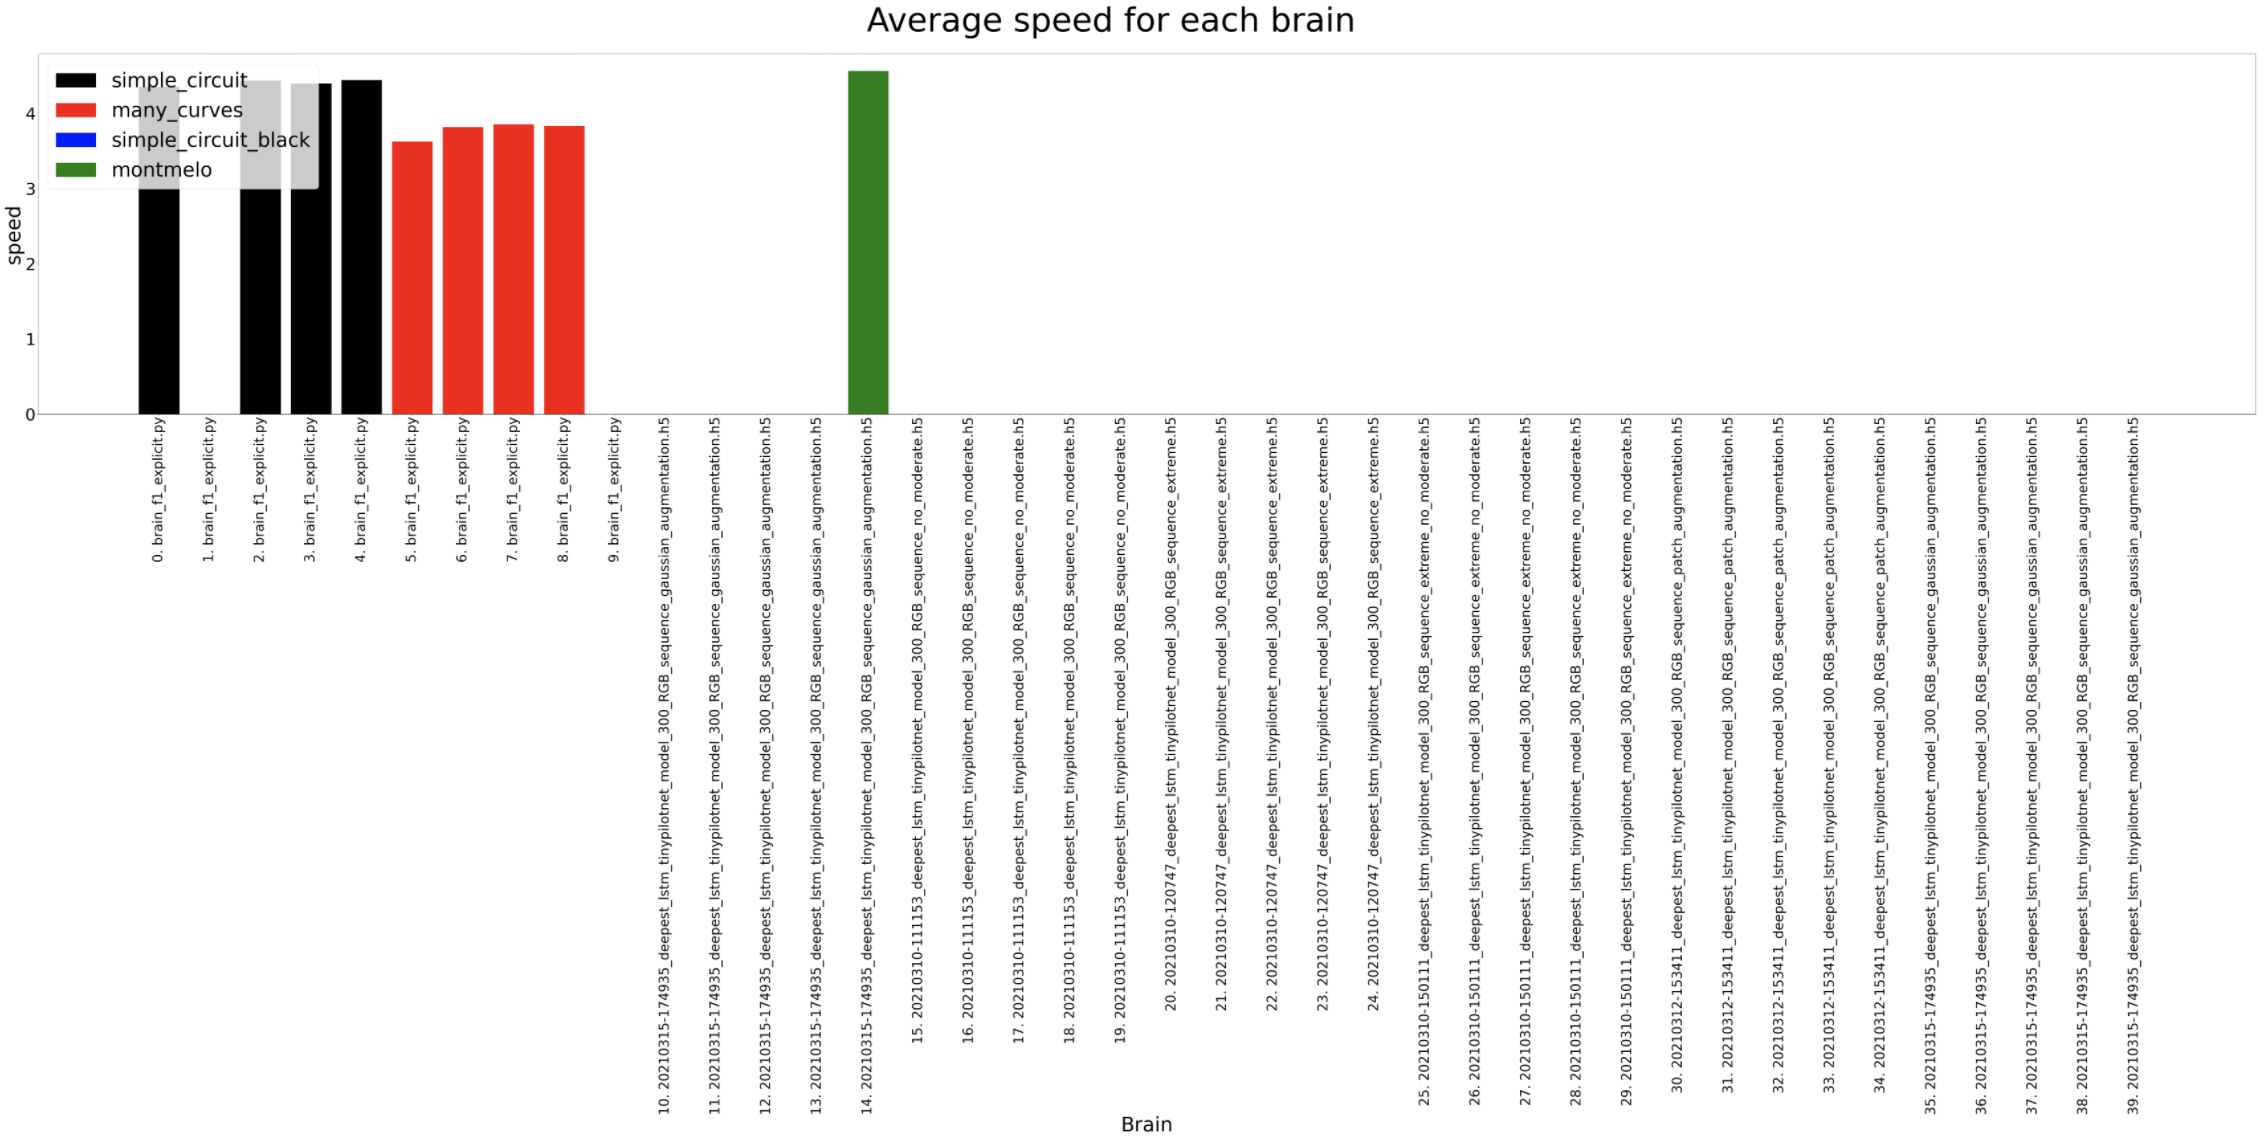 Average speed for each brain
simple_circuit
many_curves
simple_circuit_black
montmelo
speed
4
3
2
1
0
0. brain_f1_explicit.py
1. brain_f1_explicit.py
2. brain_f1_explicit.py
3. brain_f1_explicit.py
4. brain_f1_explicit.py
5. brain_f1_explicit.py
6. brain_f1_explicit.py
7. brain_f1_explicit.py
8. brain_f1_explicit.py
9. brain_f1_explicit.py
10. 20210315-174935_deepest_lstm_tinypilotnet_model_300_RGB_sequence_gaussian_augmentation.h5
11. 20210315-174935_deepest_lstm_tinypilotnet_model_300_RGB_sequence_gaussian_augmentation.h5
12. 20210315-174935_deepest_lstm_tinypilotnet_model_300_RGB_sequence_gaussian_augmentation.h5
13. 20210315-174935_deepest_lstm_tinypilotnet_model_300_RGB_sequence_gaussian_augmentation.h5
14. 20210315-174935_deepest_lstm_tinypilotnet_model_300_RGB_sequence_gaussian_augmentation.h5
15. 20210310-111153_deepest_lstm_tinypilotnet_model_300_RGB_sequence_no_moderate.h5
16. 20210310-111153_deepest_lstm_tinypilotnet_model_300_RGB_sequence_no_moderate.h5
17. 20210310-111153_deepest_lstm_tinypilotnet_model_300_RGB_sequence_no_moderate.h5
18. 20210310-111153_deepest_lstm_tinypilotnet_model_300_RGB_sequence_no_moderate.h5
19. 20210310-111153_deepest_lstm_tinypilotnet_model_300_RGB_sequence_no_moderate.h5
20. 20210310-120747_deepest_lstm_tinypilotnet_model_300_RGB_sequence_extreme.h5
21. 20210310-120747_deepest_lstm_tinypilotnet_model_300_RGB_sequence_extreme.h5
22. 20210310-120747_deepest_lstm_tinypilotnet_model_300_RGB_sequence_extreme.h5
23. 20210310-120747_deepest_lstm_tinypilotnet_model_300_RGB_sequence_extreme.h5
24. 20210310-120747_deepest_lstm_tinypilotnet_model_300_RGB_sequence_extreme.h5
25. 20210310-150111_deepest_lstm_tinypilotnet_model_300_RGB_sequence_extreme_no_moderate.h5
26. 20210310-150111_deepest_lstm_tinypilotnet_model_300_RGB_sequence_extreme_no_moderate.h5
27. 20210310-150111_deepest_lstm_tinypilotnet_model_300_RGB_sequence_extreme_no_moderate.h5
28. 20210310-150111_deepest_lstm_tinypilotnet_model_300_RGB_sequence_extreme_no_moderate.h5
29. 20210310-150111_deepest_lstm_tinypilotnet_model_300_RGB_sequence_extreme_no_moderate.h5
30. 20210312-153411_deepest_lstm_tinypilotnet_model_300_RGB_sequence_patch_augmentation.h5
31. 20210312-153411_deepest_lstm_tinypilotnet_model_300_RGB_sequence_patch_augmentation.h5
32. 20210312-153411_deepest_lstm_tinypilotnet_model_300_RGB_sequence_patch_augmentation.h5
33. 20210312-153411_deepest_lstm_tinypilotnet_model_300_RGB_sequence_patch_augmentation.h5
34. 20210312-153411_deepest_lstm_tinypilotnet_model_300_RGB_sequence_patch_augmentation.h5
35. 20210315-174935_deepest_lstm_tinypilotnet_model_300_RGB_sequence_gaussian_augmentation.h5
36. 20210315-174935_deepest_lstm_tinypilotnet_model_300_RGB_sequence_gaussian_augmentation.h5
37. 20210315-174935_deepest_lstm_tinypilotnet_model_300_RGB_sequence_gaussian_augmentation.h5
38. 20210315-174935_deepest_lstm_tinypilotnet_model_300_RGB_sequence_gaussian_augmentation.h5
39. 20210315-174935_deepest_lstm_tinypilotnet_model_300_RGB_sequence_gaussian_augmentation.h5
Brain